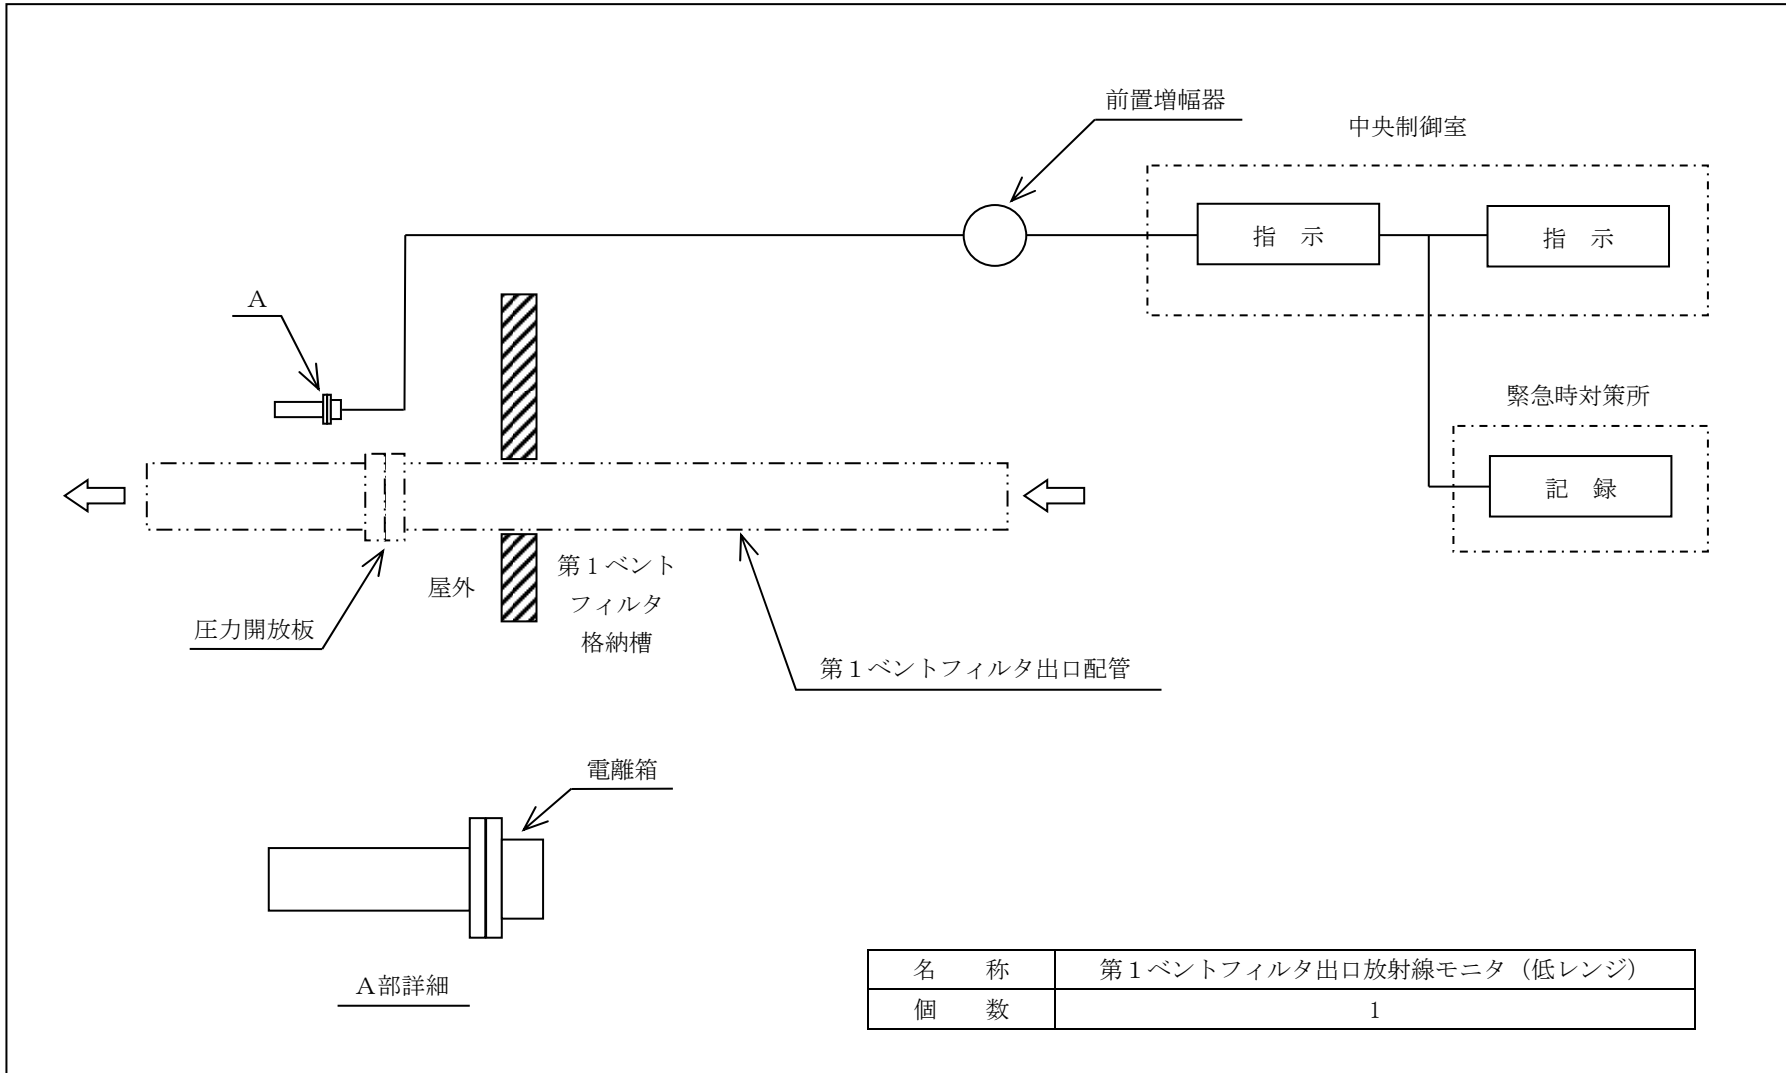 前置増幅器
中央制御室
指　示
指　示
A
緊急時対策所
記　録
屋外
第１ベント
フィルタ
格納槽
圧力開放板
第１ベントフィルタ出口配管
電離箱
A部詳細
名　　称　第１ベントフィルタ出口放射線モニタ（低レンジ）
個　　数　1